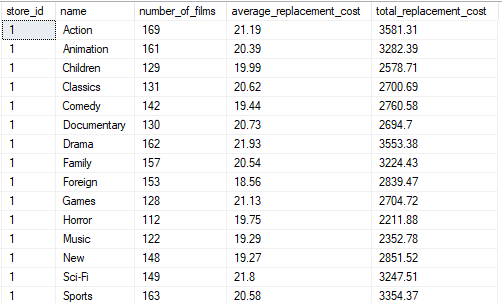 store_id name number_of_films average_replacement_cost total_replacement_cost
1 Action 169 21.19 3581.31
1 Animation 161 20.39 3282.39
1 Children 129 19.99 2578.71
1 Classics 131 20.62 2700.69
1 Comedy 142 19.44 2760.58
1 Documentary 130 20.73 2694.7
1 Drama 162 21.93 3553.38
1 Family 157 20.54 3224.43
1 Foreign 153 18.56 2839.47
1 Games 128 21.13 2704.72
1 Horror 112 19.75 2211.88
1 Music 122 19.29 2352.78
1 New 148 19.27 2851.52
1 Sci-Fi 149 21.8 3247.51
1 Sports 163 20.58 3354.37